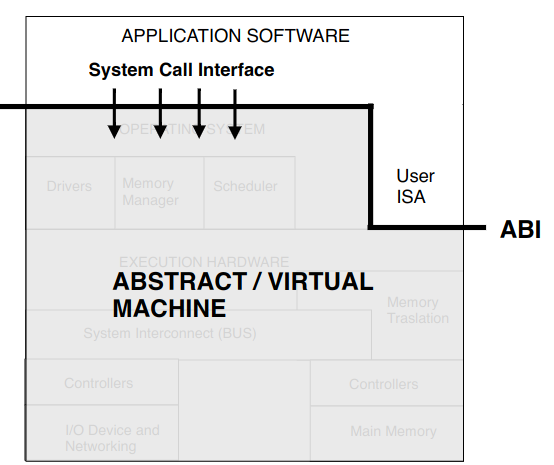 APPLICATION SOFTWARE
System Call Interface
OPERATING SYSTEM
Drivers
Memory
Manager
Scheduler
User
ISA
ABI
EXECUTION HARDWARE
ABSTRACT / VIRTUAL
MACHINE
Memory
Traslation
System Interconnect (BUS)
Controllers
Controllers
I/O Device and
Networking
Main Memory